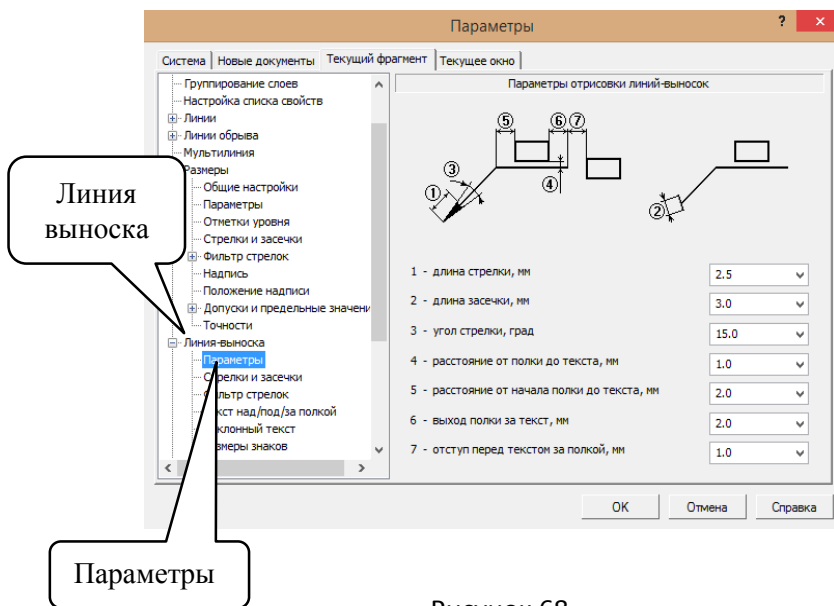 Параметры
?
×
Система Новые документы Текущий фрагмент Текущее окно
Группирование слоев
Настройка списка свойств
Линии
Линии обрыва
Мультилиния
Размеры
Общие настройки
Параметры
Отметки уровня
Стрелки и засечки
Фильтр стрелок
Надпись
Положение надписи
Допуски и предельные значени
Точности
Линия-выноска
Параметры
Стрелки и засечки
Фильтр стрелок
кст над/под/за полкой
клонный текст
змеры знаков
Линия
выноска
Параметры
Параметры отрисовки линий-выносок
5 6 7
3
4
1
2
1 - длина стрелки, мм 2.5
2 - длина засечки, мм 3.0
3 - угол стрелки, град 15.0
4 - расстояние от полки до текста, мм 1.0
5 - расстояние от начала полки до текста, мм 2.0
6 - выход полки за текст, мм 2.0
7 - отступ перед текстом за полкой, мм 1.0
OK Отмена Справка
Рисунок 68